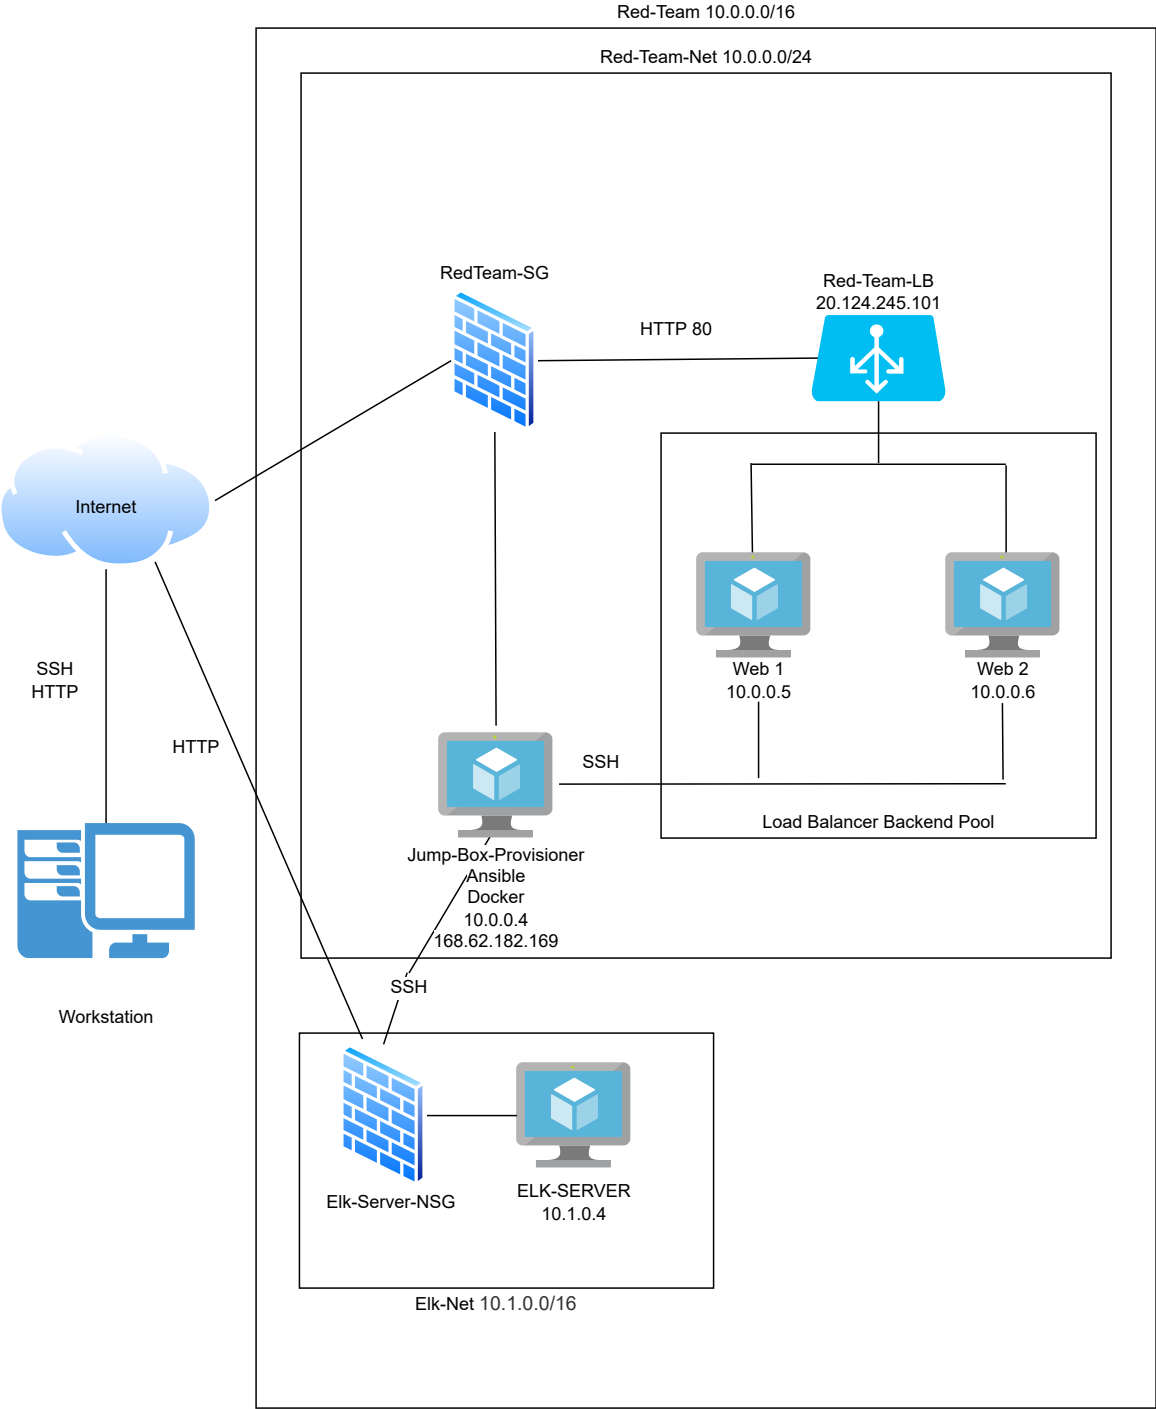 Red-Team 10.0.0.0/16
Red-Team-Net 10.0.0.0/24
RedTeam-SG
Red-Team-LB
20.124.245.101
HTTP 80
Internet
Web 1
10.0.0.5
Web 2
10.0.0.6
SSH
HTTP
HTTP
SSH
Load Balancer Backend Pool
Jump-Box-Provisioner
Ansible
Docker
10.0.0.4
168.62.182.169
SSH
Workstation
Elk-Server-NSG
ELK-SERVER
10.1.0.4
Elk-Net 10.1.0.0/16